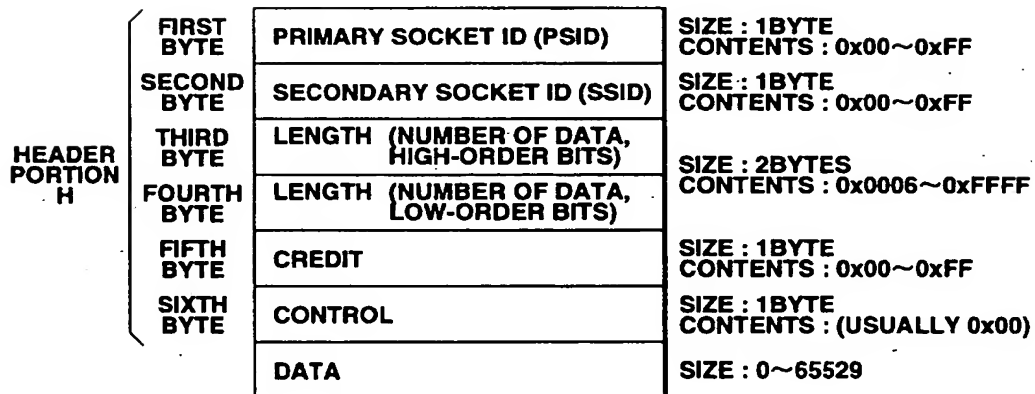 FIRST BYTE PRIMARY SOCKET ID (PSID) SIZE : 1BYTE
CONTENTS : 0x00~0xFF
SECOND BYTE SECONDARY SOCKET ID (SSID) SIZE : 1BYTE
CONTENTS : 0x00~0xFF
HEADER PORTION H
THIRD BYTE LENGTH (NUMBER OF DATA,
HIGH-ORDER BITS)
SIZE : 2BYTES
CONTENTS : 0x0006~0xFFFF
FOURTH BYTE LENGTH (NUMBER OF DATA,
LOW-ORDER BITS)
FIFTH BYTE CREDIT SIZE : 1BYTE
CONTENTS : 0x00~0xFF
SIXTH BYTE CONTROL SIZE : 1BYTE
CONTENTS : (USUALLY 0x00)
DATA SIZE : 0~65529